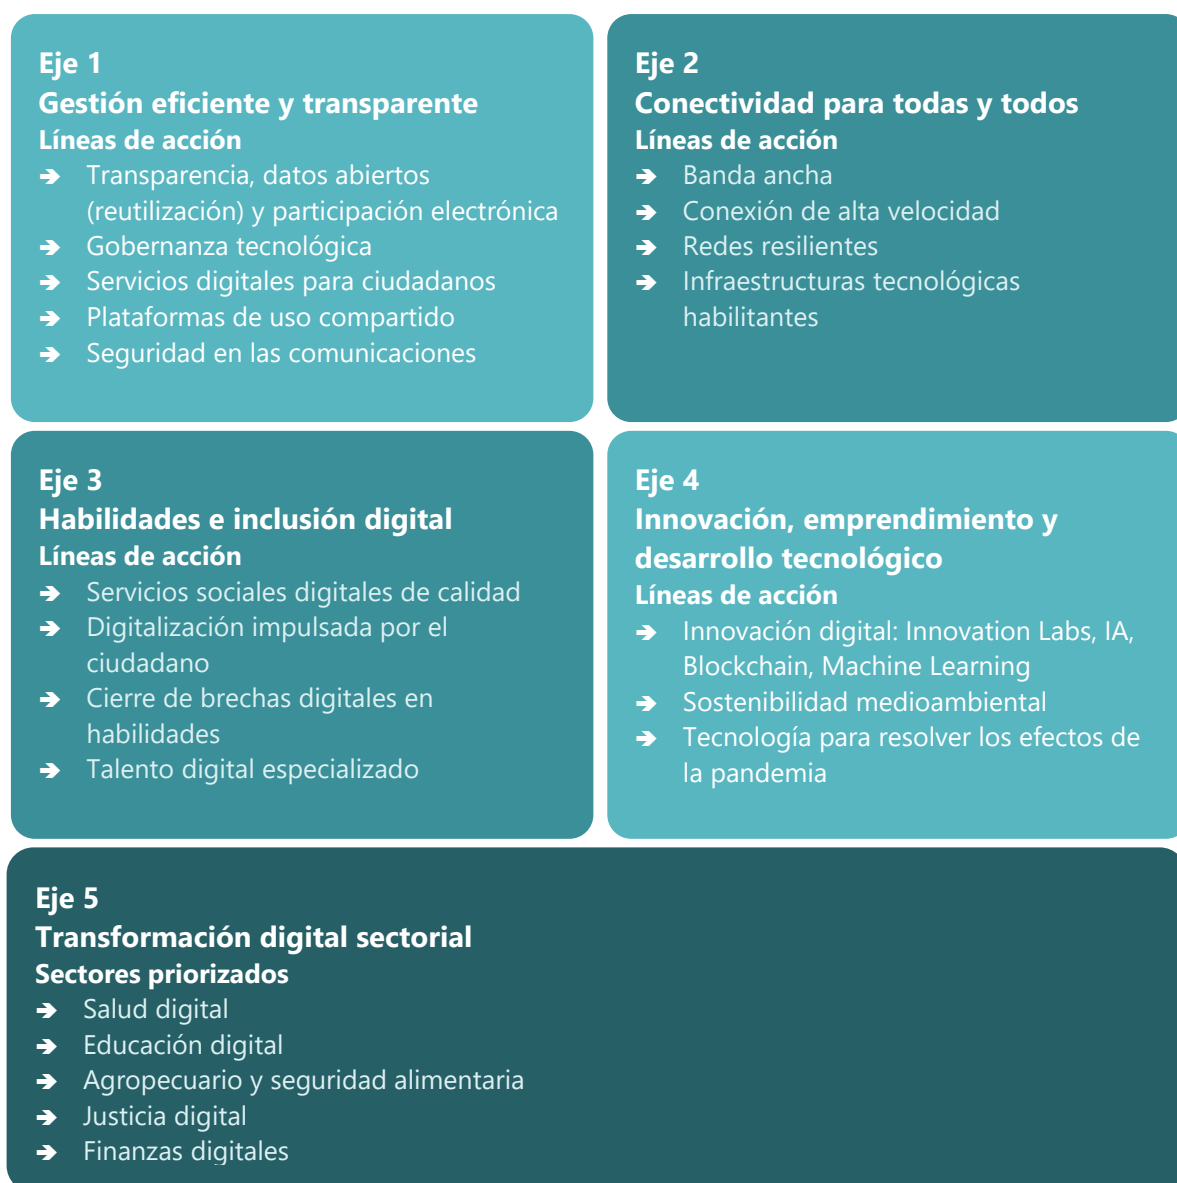 Eje 1
Gestión eficiente y transparente
Líneas de acción
➔ Transparencia, datos abiertos
(reutilización) y participación electrónica
➔ Gobernanza tecnológica
➔ Servicios digitales para ciudadanos
➔ Plataformas de uso compartido
➔ Seguridad en las comunicaciones
Eje 2
Conectividad para todas y todos
Líneas de acción
➔ Banda ancha
➔ Conexión de alta velocidad
➔ Redes resilientes
➔ Infraestructuras tecnológicas
habilitantes
Eje 3
Habilidades e inclusión digital
Líneas de acción
➔ Servicios sociales digitales de calidad
➔ Digitalización impulsada por el
ciudadano
➔ Cierre de brechas digitales en
habilidades
➔ Talento digital especializado
Eje 4
Innovación, emprendimiento y
desarrollo tecnológico
Líneas de acción
➔ Innovación digital: Innovation Labs, IA,
Blockchain, Machine Learning
➔ Sostenibilidad medioambiental
➔ Tecnología para resolver los efectos de
la pandemia
Eje 5
Transformación digital sectorial
Sectores priorizados
➔ Salud digital
➔ Educación digital
➔ Agropecuario y seguridad alimentaria
➔ Justicia digital
➔ Finanzas digitales